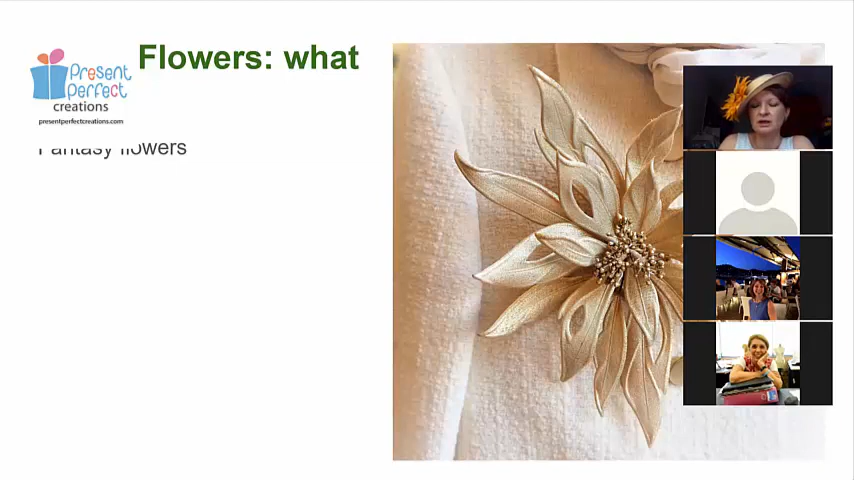 Flowers: what
Present
Perfect
creations
presentperfectcreations.com
Fantasy flowers